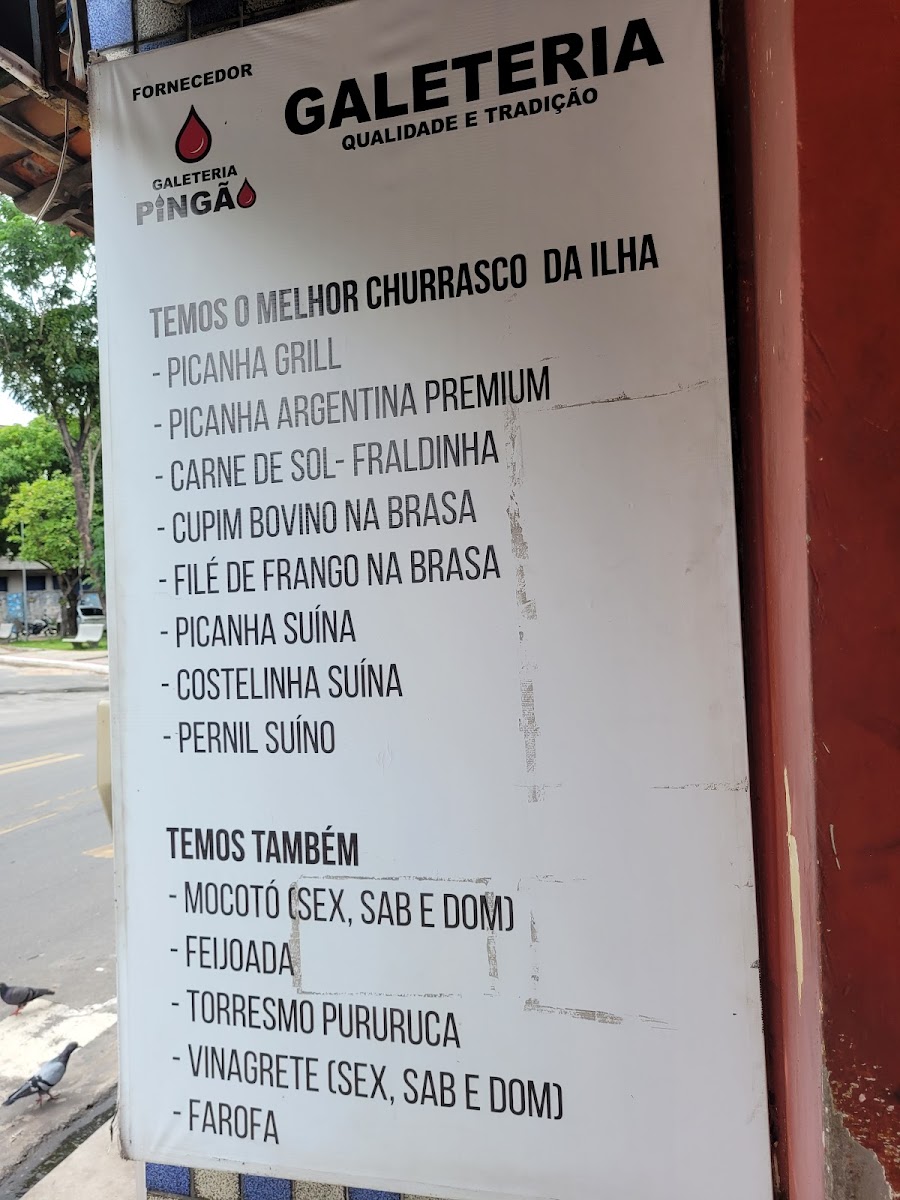 FORNECEDOR
GALETERIA
PINGÃO
GALETERIA
QUALIDADE E TRADIÇÃO
TEMOS O MELHOR CHURRASCO DA ILHA
- PICANHA GRILL
- PICANHA ARGENTINA PREMIUM
- CARNE DE SOL- FRALDINHA
- CUPIM BOVINO NA BRASA
- FILÉ DE FRANGO NA BRASA
- PICANHA SUÍNA
- COSTELINHA SUÍNA
- PERNIL SUÍNO
TEMOS TAMBÉM
- MOCOTÓ (SEX, SAB E DOM)
- FEIJOADA
- TORRESMO PURURUCA
- VINAGRETE (SEX, SAB E DOM)
- FAROFA